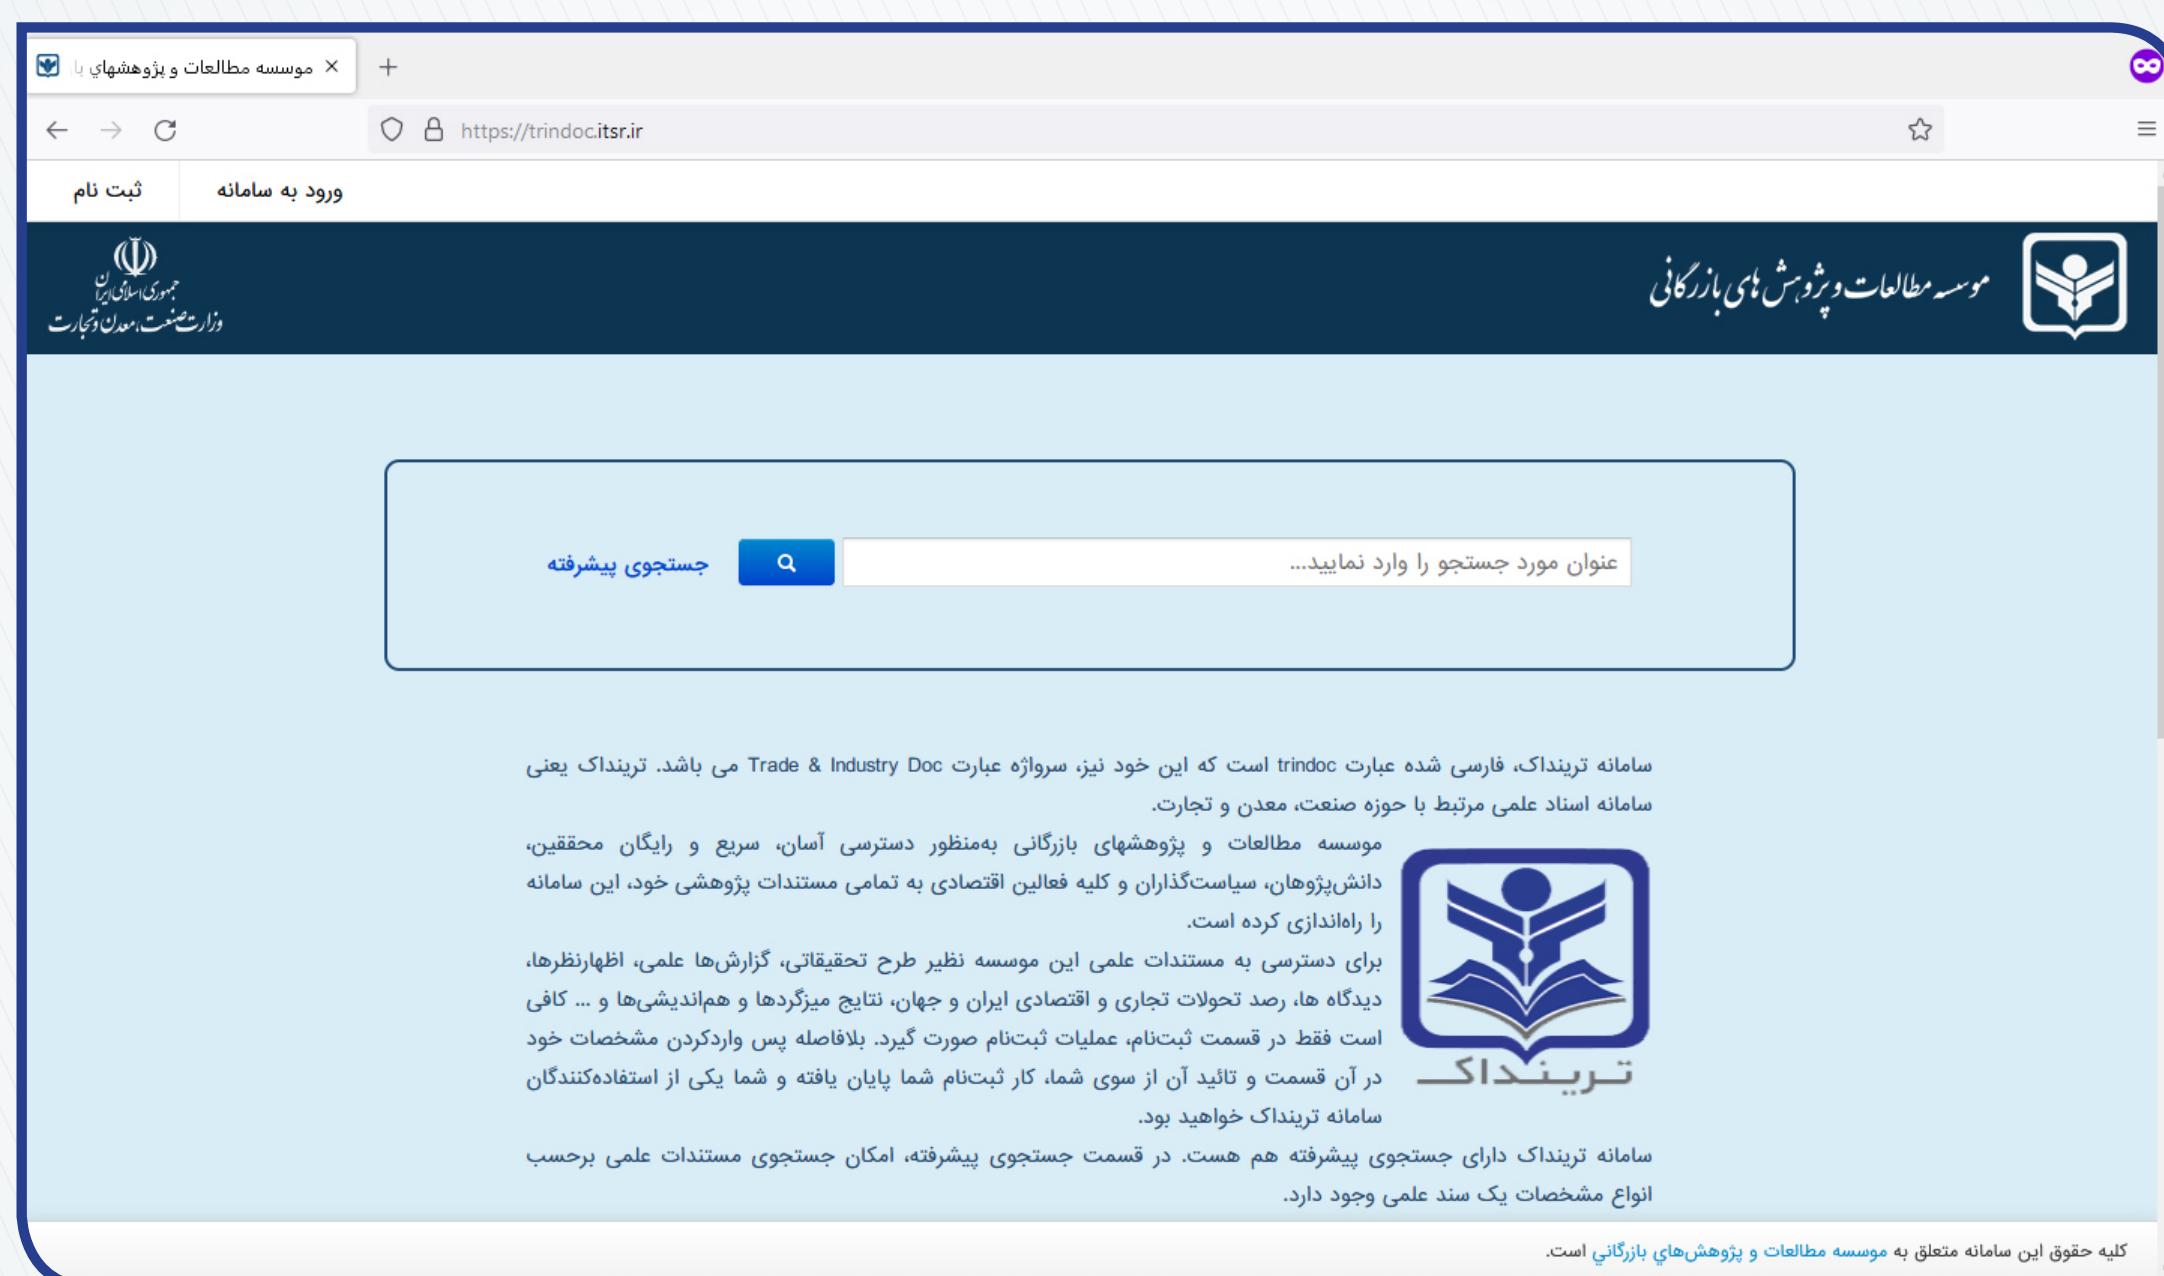 موسسه مطالعات و پژوهشهاي با
https://trindoc.itsr.ir
ورود به سامانه
ثبت نام
موسسه مطالعات و پژوهش های بازرگانی
جمهوری اسلامی ایران
وزارت صنعت، معدن و تجارت
عنوان مورد جستجو را وارد نمایید...
جستجوی پیشرفته
سامانه ترینداک، فارسی شده عبارت trindoc است که این خود نیز، سرواژه عبارت Trade & Industry Doc می باشد. ترینداک یعنی
سامانه اسناد علمی مرتبط با حوزه صنعت، معدن و تجارت.
موسسه مطالعات و پژوهشهای بازرگانی به‌منظور دسترسی آسان، سریع و رایگان محققین،
دانش‌پژوهان، سیاست‌گذاران و کلیه فعالین اقتصادی به تمامی مستندات پژوهشی خود، این سامانه
را راه‌اندازی کرده است.
برای دسترسی به مستندات علمی این موسسه نظیر طرح تحقیقاتی، گزارش‌ها علمی، اظهارنظرها،
دیدگاه ها، رصد تحولات تجاری و اقتصادی ایران و جهان، نتایج میزگردها و هم‌اندیشی‌ها و ... کافی
است فقط در قسمت ثبت‌نام، عملیات ثبت‌نام صورت گیرد. بلافاصله پس واردکردن مشخصات خود
در آن قسمت و تائید آن از سوی شما، کار ثبت‌نام شما پایان یافته و شما یکی از استفاده‌کنندگان
سامانه ترینداک خواهید بود.
ترینداک
سامانه ترینداک دارای جستجوی پیشرفته هم هست. در قسمت جستجوی پیشرفته، امکان جستجوی مستندات علمی برحسب
انواع مشخصات یک سند علمی وجود دارد.
کلیه حقوق این سامانه متعلق به موسسه مطالعات و پژوهش‌هاي بازرگاني است.